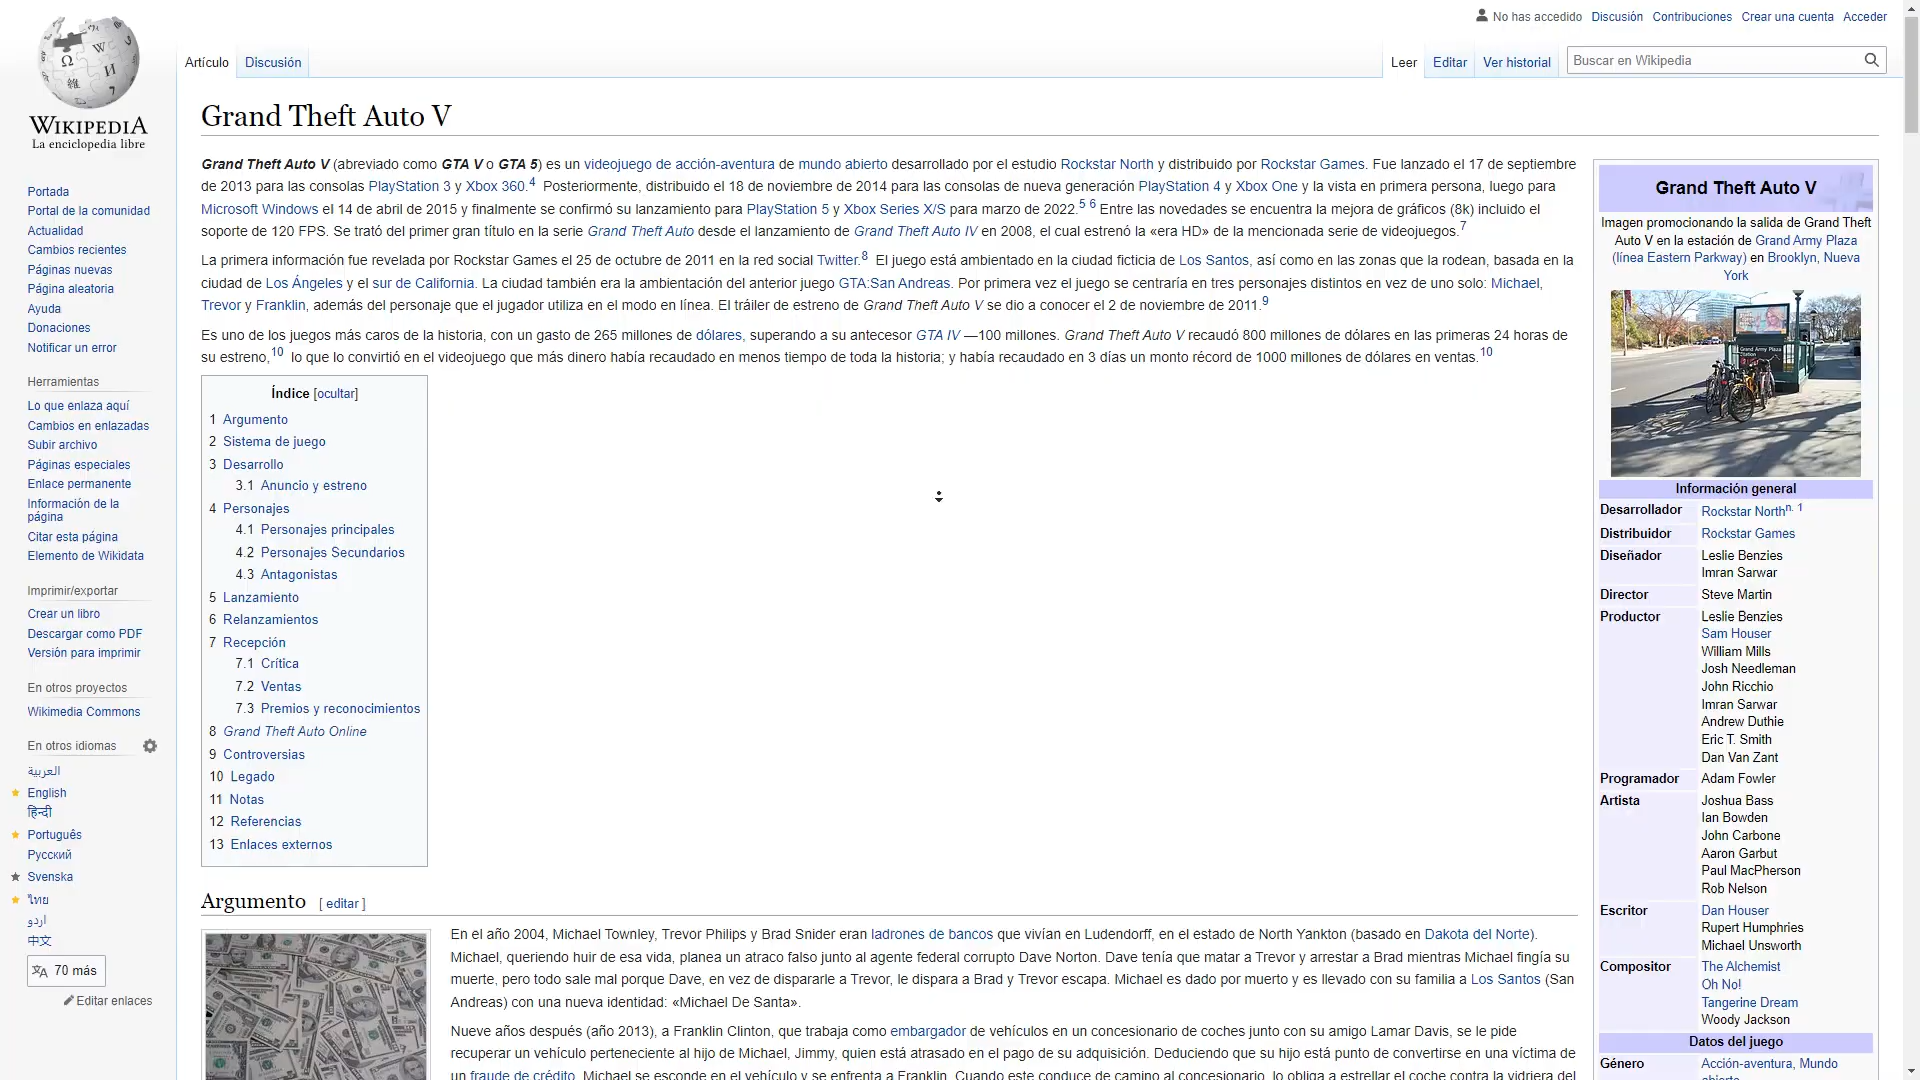 No has accedido Discusión Contribuciones Crear una cuenta Acceder
Artículo Discusión Leer Editar Ver historial Buscar en Wikipedia
WIKIPEDIA
La enciclopedia libre
Portada
Portal de la comunidad
Actualidad
Cambios recientes
Páginas nuevas
Página aleatoria
Ayuda
Donaciones
Notificar un error
Herramientas
Lo que enlaza aquí
Cambios en enlazadas
Subir archivo
Páginas especiales
Enlace permanente
Información de la
página
Citar esta página
Elemento de Wikidata
Imprimir/exportar
Crear un libro
Descargar como PDF
Versión para imprimir
En otros proyectos
Wikimedia Commons
En otros idiomas
العربية
English
हिन्दी
Português
Русский
Svenska
ไทย
اردو
中文
70 más
Editar enlaces
Grand Theft Auto V
Grand Theft Auto V (abreviado como GTA V o GTA 5) es un videojuego de acción-aventura de mundo abierto desarrollado por el estudio Rockstar North y distribuido por Rockstar Games. Fue lanzado el 17 de septiembre
de 2013 para las consolas PlayStation 3 y Xbox 360.4 Posteriormente, distribuido el 18 de noviembre de 2014 para las consolas de nueva generación PlayStation 4 y Xbox One y la vista en primera persona, luego para
Microsoft Windows el 14 de abril de 2015 y finalmente se confirmó su lanzamiento para PlayStation 5 y Xbox Series X/S para marzo de 2022.5 6 Entre las novedades se encuentra la mejora de gráficos (8k) incluido el
soporte de 120 FPS. Se trató del primer gran título en la serie Grand Theft Auto desde el lanzamiento de Grand Theft Auto IV en 2008, el cual estrenó la «era HD» de la mencionada serie de videojuegos.7
La primera información fue revelada por Rockstar Games el 25 de octubre de 2011 en la red social Twitter.8 El juego está ambientado en la ciudad ficticia de Los Santos, así como en las zonas que la rodean, basada en la
ciudad de Los Ángeles y el sur de California. La ciudad también era la ambientación del anterior juego GTA:San Andreas. Por primera vez el juego se centraría en tres personajes distintos en vez de uno solo: Michael,
Trevor y Franklin, además del personaje que el jugador utiliza en el modo en línea. El tráiler de estreno de Grand Theft Auto V se dio a conocer el 2 de noviembre de 2011.9
Es uno de los juegos más caros de la historia, con un gasto de 265 millones de dólares, superando a su antecesor GTA IV —100 millones. Grand Theft Auto V recaudó 800 millones de dólares en las primeras 24 horas de
su estreno,10 lo que lo convirtió en el videojuego que más dinero había recaudado en menos tiempo de toda la historia; y había recaudado en 3 días un monto récord de 1000 millones de dólares en ventas.10
Índice [ocultar]
1 Argumento
2 Sistema de juego
3 Desarrollo
3.1 Anuncio y estreno
4 Personajes
4.1 Personajes principales
4.2 Personajes Secundarios
4.3 Antagonistas
5 Lanzamiento
6 Relanzamientos
7 Recepción
7.1 Crítica
7.2 Ventas
7.3 Premios y reconocimientos
8 Grand Theft Auto Online
9 Controversias
10 Legado
11 Notas
12 Referencias
13 Enlaces externos
Argumento [ editar ]
En el año 2004, Michael Townley, Trevor Philips y Brad Snider eran ladrones de bancos que vivían en Ludendorff, en el estado de North Yankton (basado en Dakota del Norte).
Michael, queriendo huir de esa vida, planea un atraco falso junto al agente federal corrupto Dave Norton. Dave tenía que matar a Trevor y arrestar a Brad mientras Michael fingía su
muerte, pero todo sale mal porque Dave, en vez de dispararle a Trevor, le dispara a Brad y Trevor escapa. Michael es dado por muerto y es llevado con su familia a Los Santos (San
Andreas) con una nueva identidad: «Michael De Santa».
Nueve años después (año 2013), a Franklin Clinton, que trabaja como embargador de vehículos en un concesionario de coches junto con su amigo Lamar Davis, se le pide
recuperar un vehículo perteneciente al hijo de Michael, Jimmy, quien está atrasado en el pago de su adquisición. Deduciendo que su hijo está punto de convertirse en una víctima de
un fraude de crédito, Michael se esconde en el vehículo y se enfrenta a Franklin. Cuando este conduce de camino al concesionario, lo obliga a estrellar el coche contra la vidriera del
Grand Theft Auto V
Imagen promocionando la salida de Grand Theft
Auto V en la estación de Grand Army Plaza
(línea Eastern Parkway) en Brooklyn, Nueva
York
Grand Army Plaza
Station
Información general
Desarrollador Rockstar Northn. 1
Distribuidor Rockstar Games
Diseñador Leslie Benzies
Imran Sarwar
Director Steve Martin
Productor Leslie Benzies
Sam Houser
William Mills
Josh Needleman
John Ricchio
Imran Sarwar
Andrew Duthie
Eric T. Smith
Dan Van Zant
Programador Adam Fowler
Artista Joshua Bass
Ian Bowden
John Carbone
Aaron Garbut
Paul MacPherson
Rob Nelson
Escritor Dan Houser
Rupert Humphries
Michael Unsworth
Compositor The Alchemist
Oh No!
Tangerine Dream
Woody Jackson
Datos del juego
Género Acción-aventura, Mundo
abierto